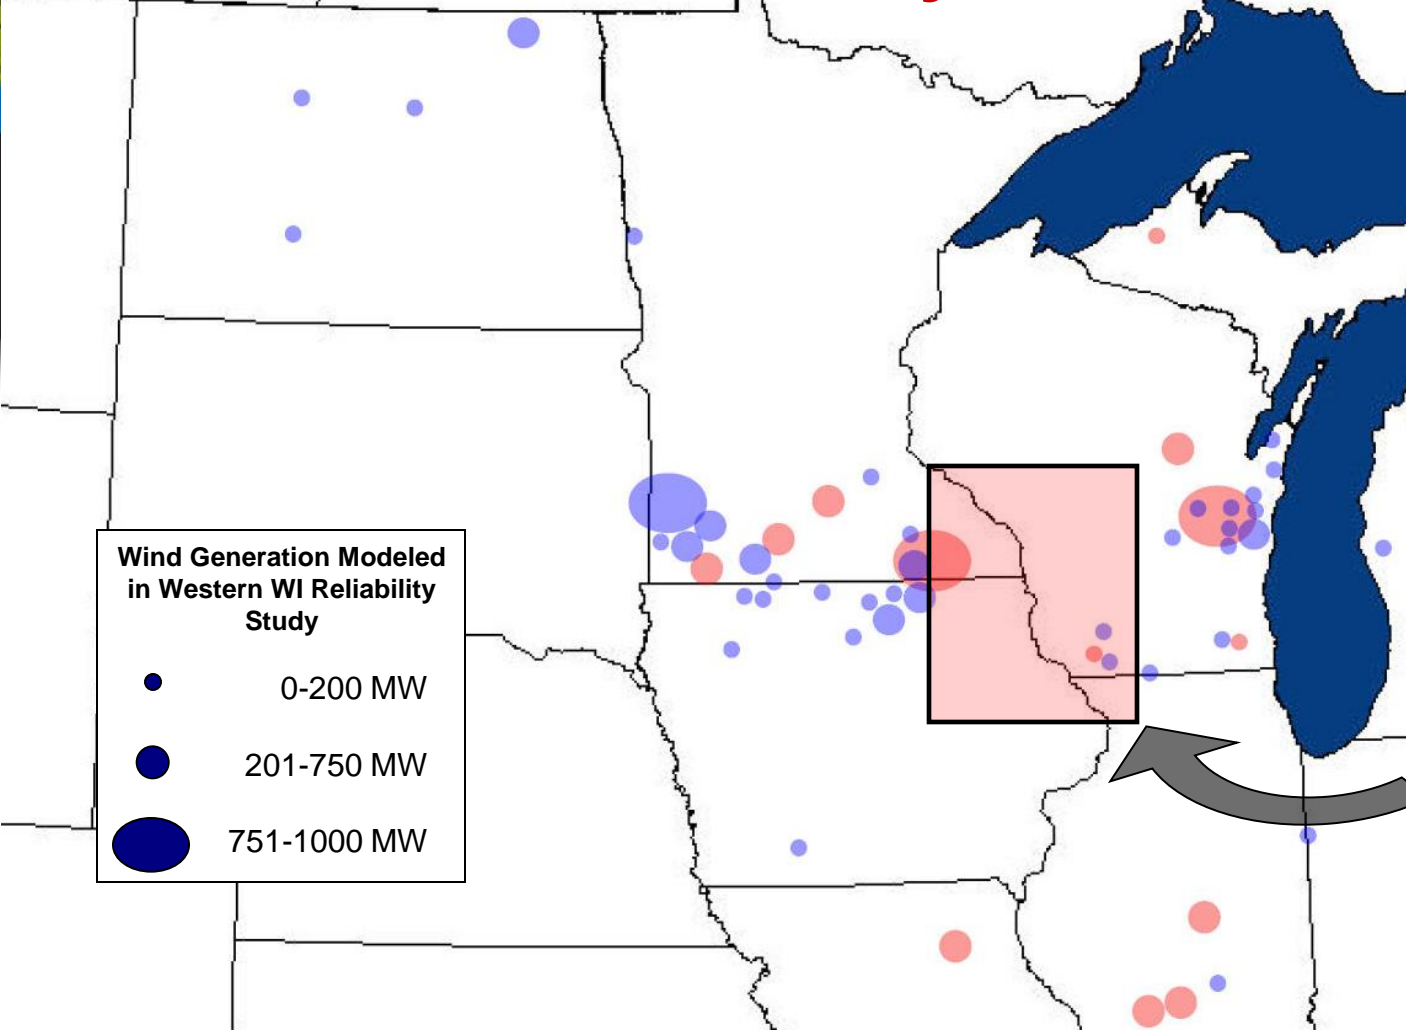 Wind Generation Modeled
in Western WI Reliability
Study
0-200 MW
201-750 MW
751-1000 MW